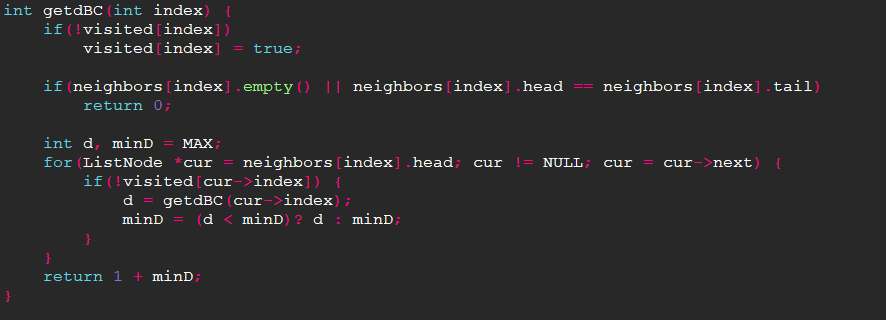 int getdBC(int index) {
    if(!visited[index])
        visited[index] = true;

    if(neighbors[index].empty() || neighbors[index].head == neighbors[index].tail)
        return 0;

    int d, minD = MAX;
    for(ListNode *cur = neighbors[index].head; cur != NULL; cur = cur->next) {
        if(!visited[cur->index]) {
            d = getdBC(cur->index);
            minD = (d < minD)? d : minD;
        }
    }
    return 1 + minD;
}